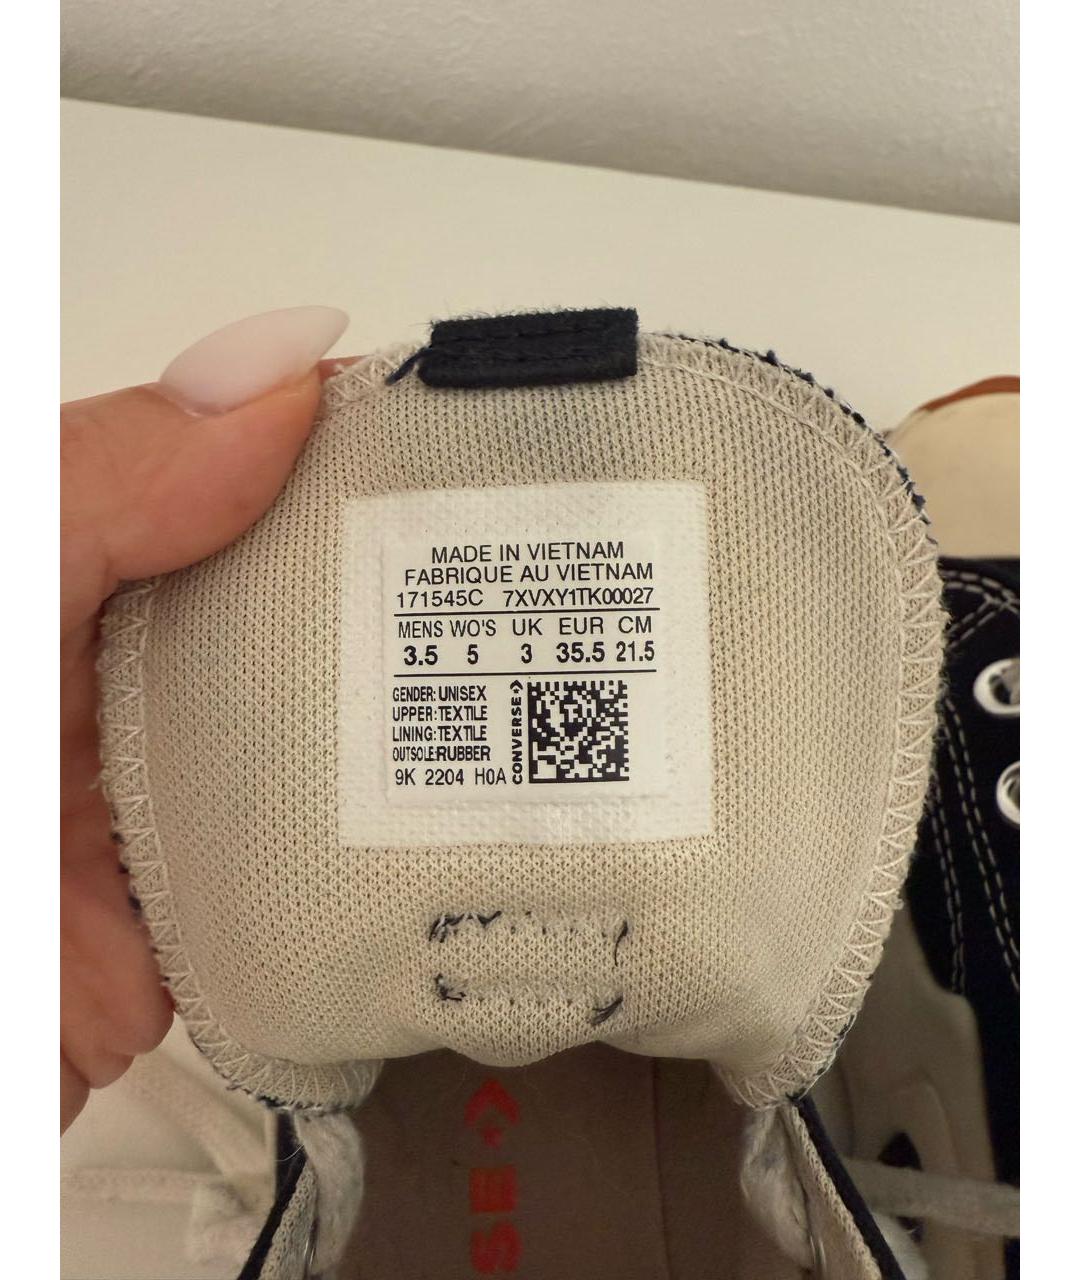 MADE IN VIETNAM
FABRIQUE AU VIETNAM
171545C 7XVXY1TK00027
MENS WO'S UK EUR CM
3.5 5 3 35.5 21.5
GENDER: UNISEX
UPPER:TEXTILE
LINING:TEXTILE
OUTSOLE:RUBBER
9K 2204 H0A
CONVERSE
SE